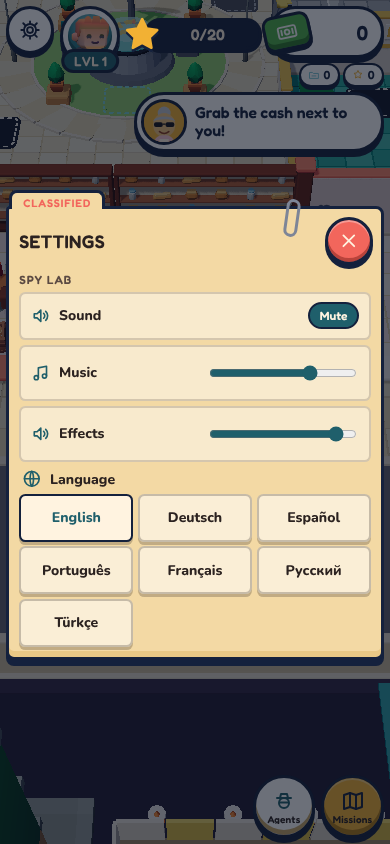 0/20
0
LVL 1
0
0
Grab the cash next to
you!
CLASSIFIED
SETTINGS
SPY LAB
Sound
Mute
Music
Effects
Language
English
Deutsch
Español
Português
Français
Русский
Türkçe
Agents
Missions